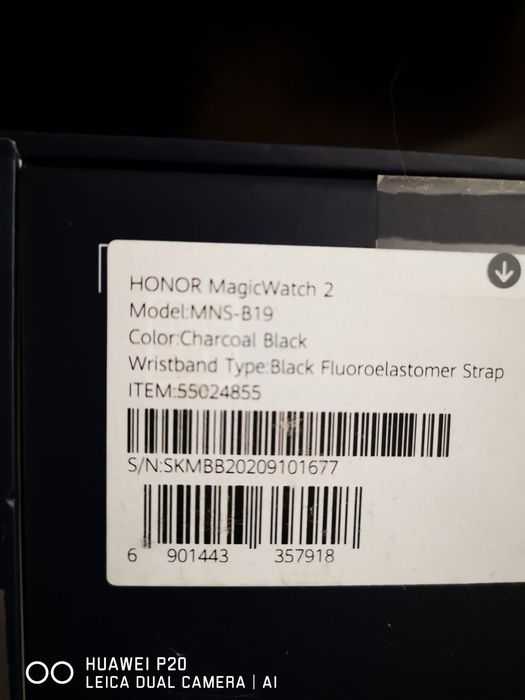 HONOR MagicWatch 2
Model:MNS-B19
Color:Charcoal Black
Wristband Type:Black Fluoroelastomer Strap
ITEM:55024855
S/N:SKMBB20209101677
6 901443 357918
HUAWEI P20
LEICA DUAL CAMERA | AI